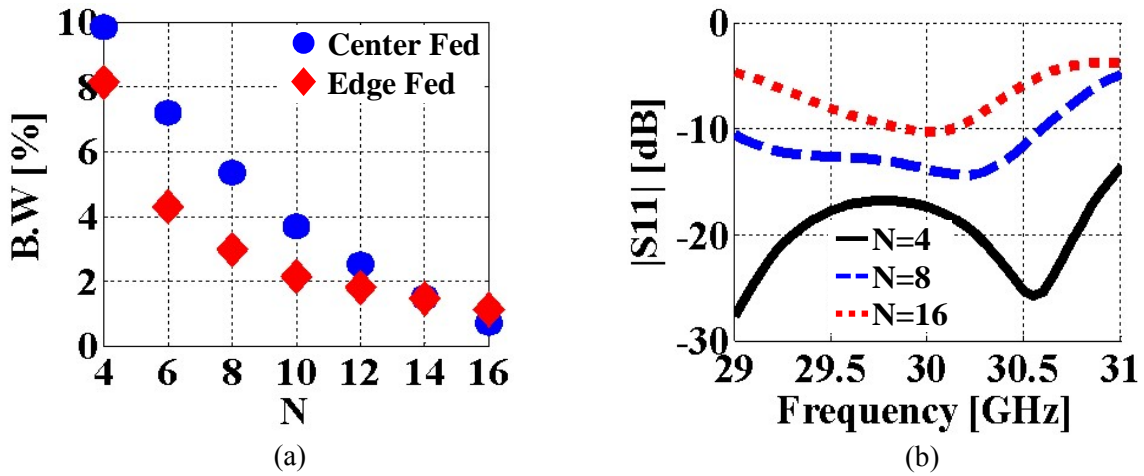 B.W [%]
10
8
6
4
2
0
4 6 8 10 12 14 16
N
Center Fed
Edge Fed
(a)
|S11| [dB]
0
-10
-20
-30
29 29.5 30 30.5 31
Frequency [GHz]
N=4
N=8
N=16
(b)